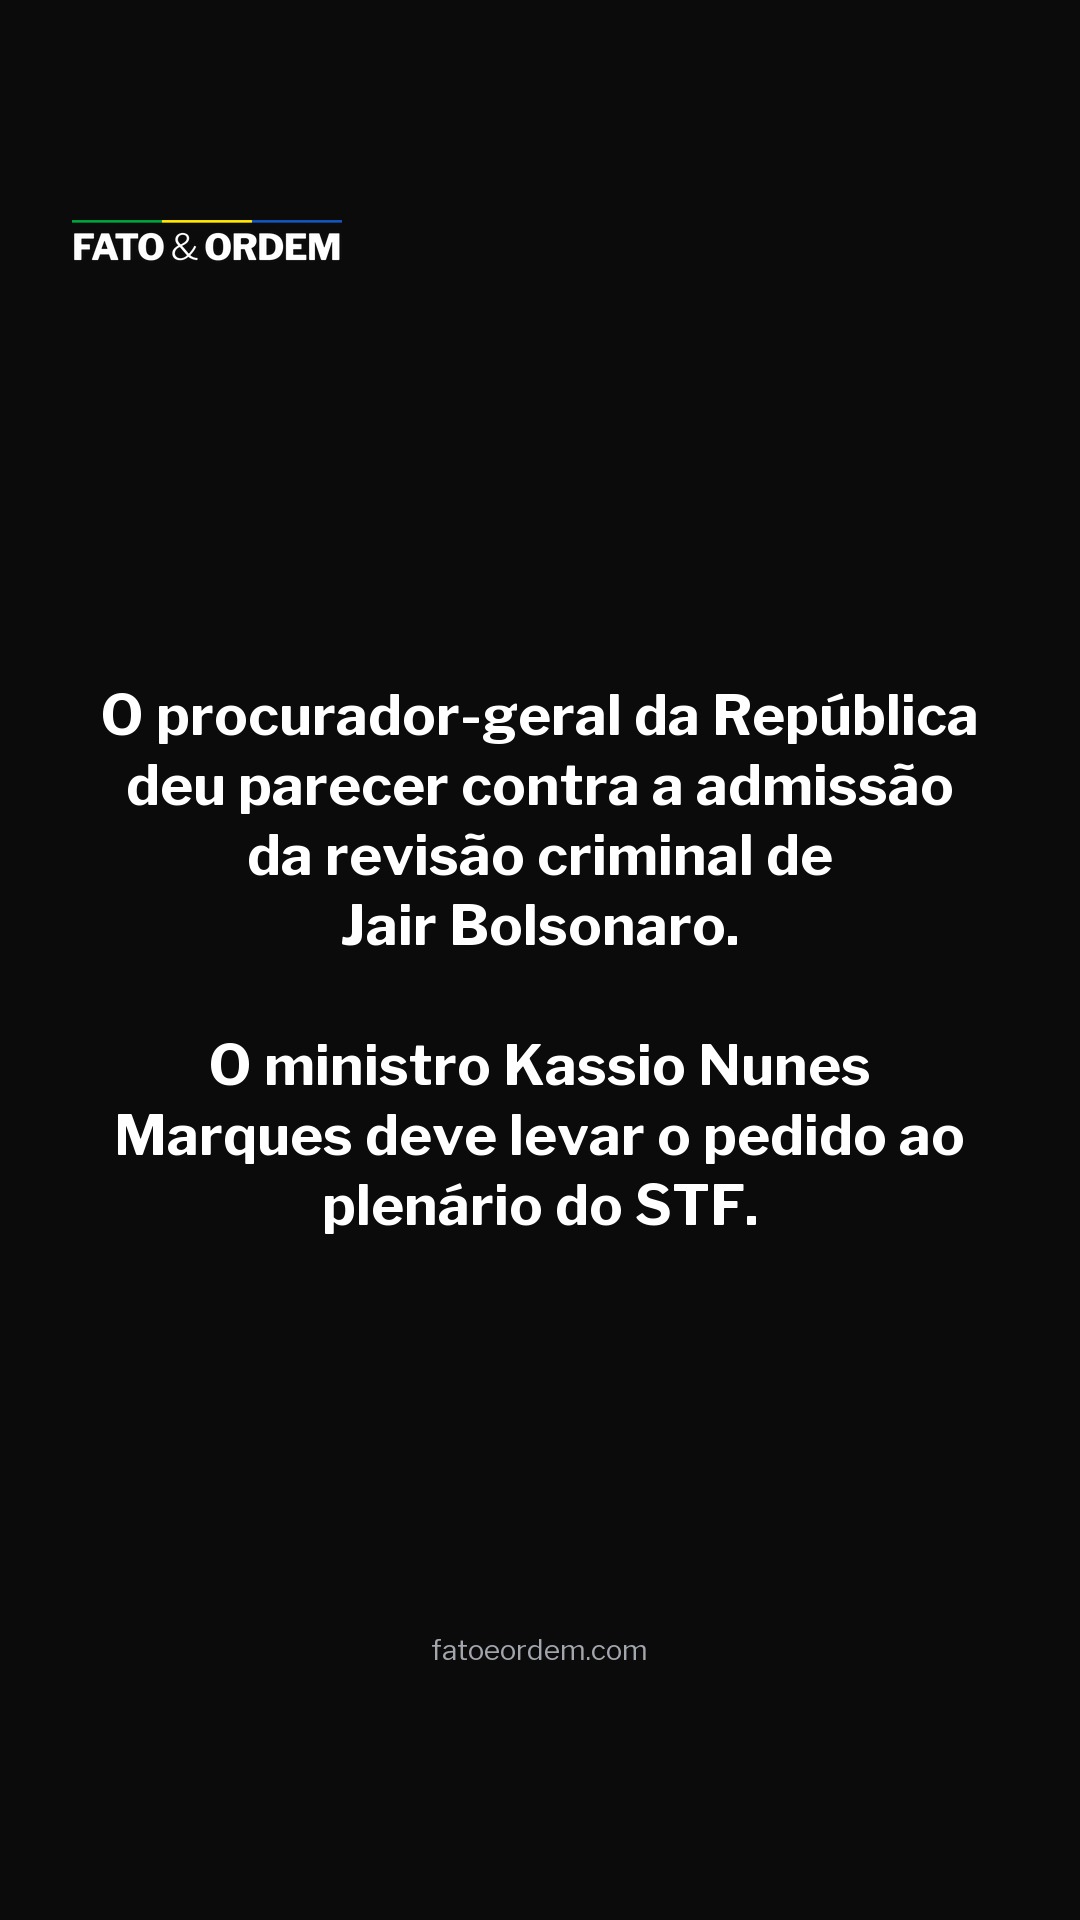 FATO & ORDEM
O procurador-geral da República
deu parecer contra a admissão
da revisão criminal de
Jair Bolsonaro.
O ministro Kassio Nunes
Marques deve levar o pedido ao
plenário do STF.
fatoeordem.com